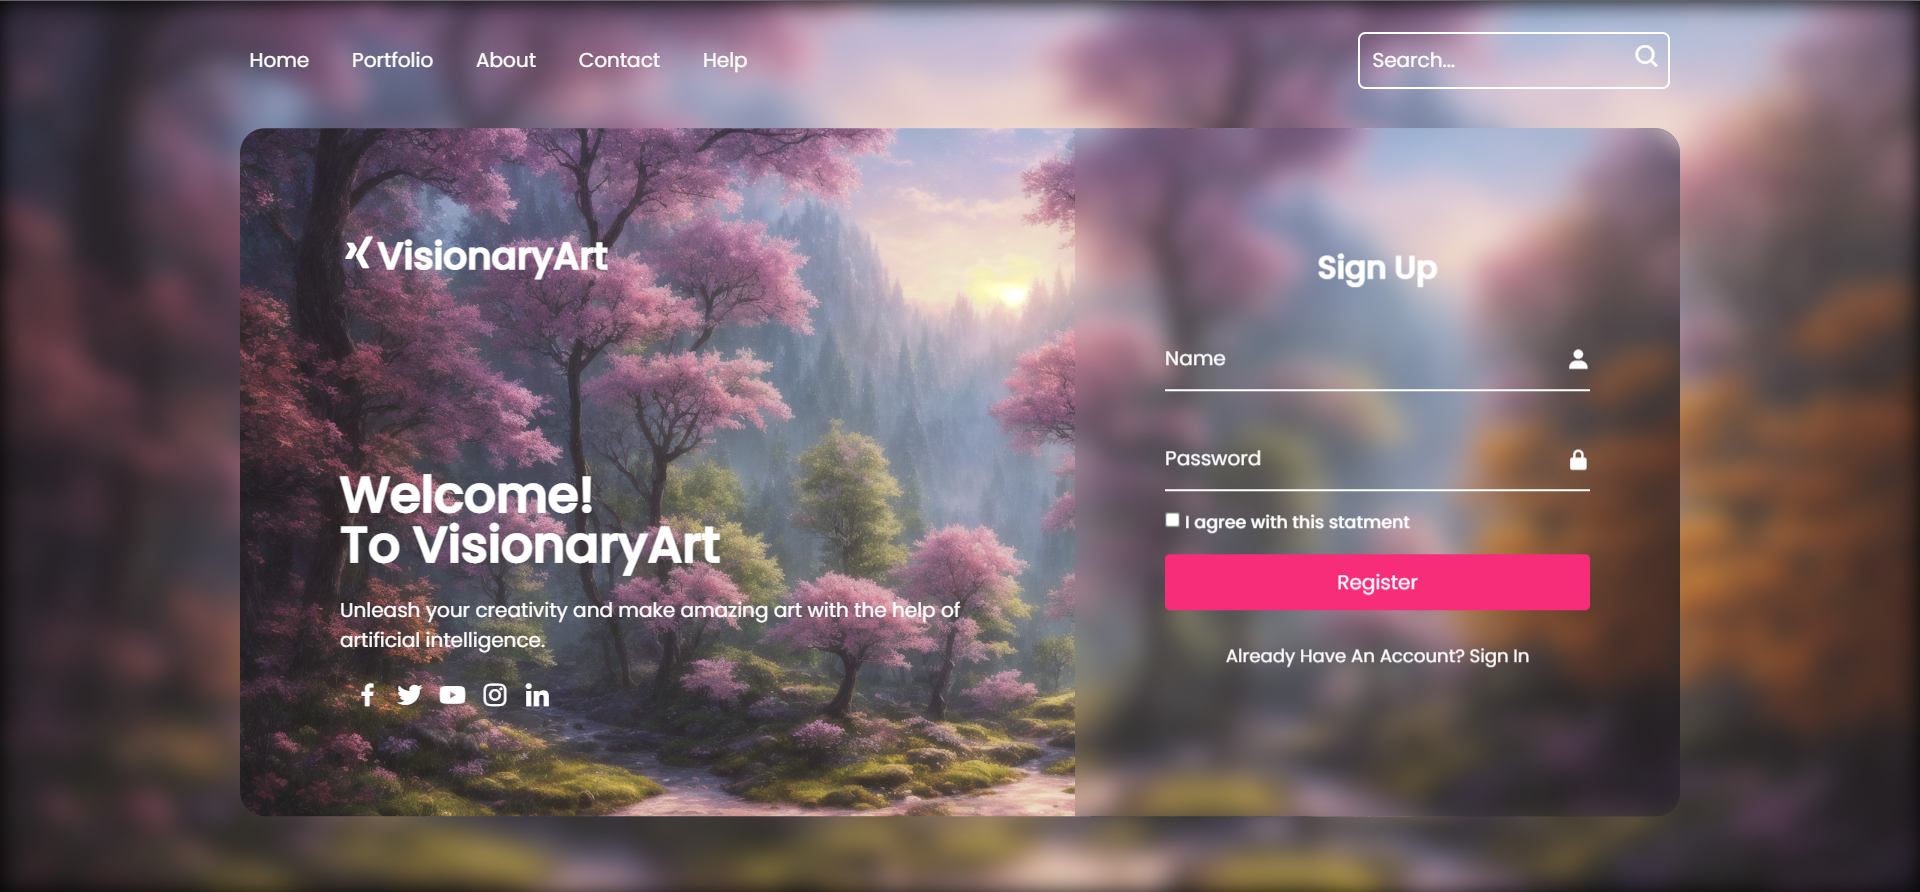 Home Portfolio About Contact Help
Search...
VisionaryArt
Welcome!
To VisionaryArt
Unleash your creativity and make amazing art with the help of
artificial intelligence.
Sign Up
Name
Password
I agree with this statment
Register
Already Have An Account? Sign In